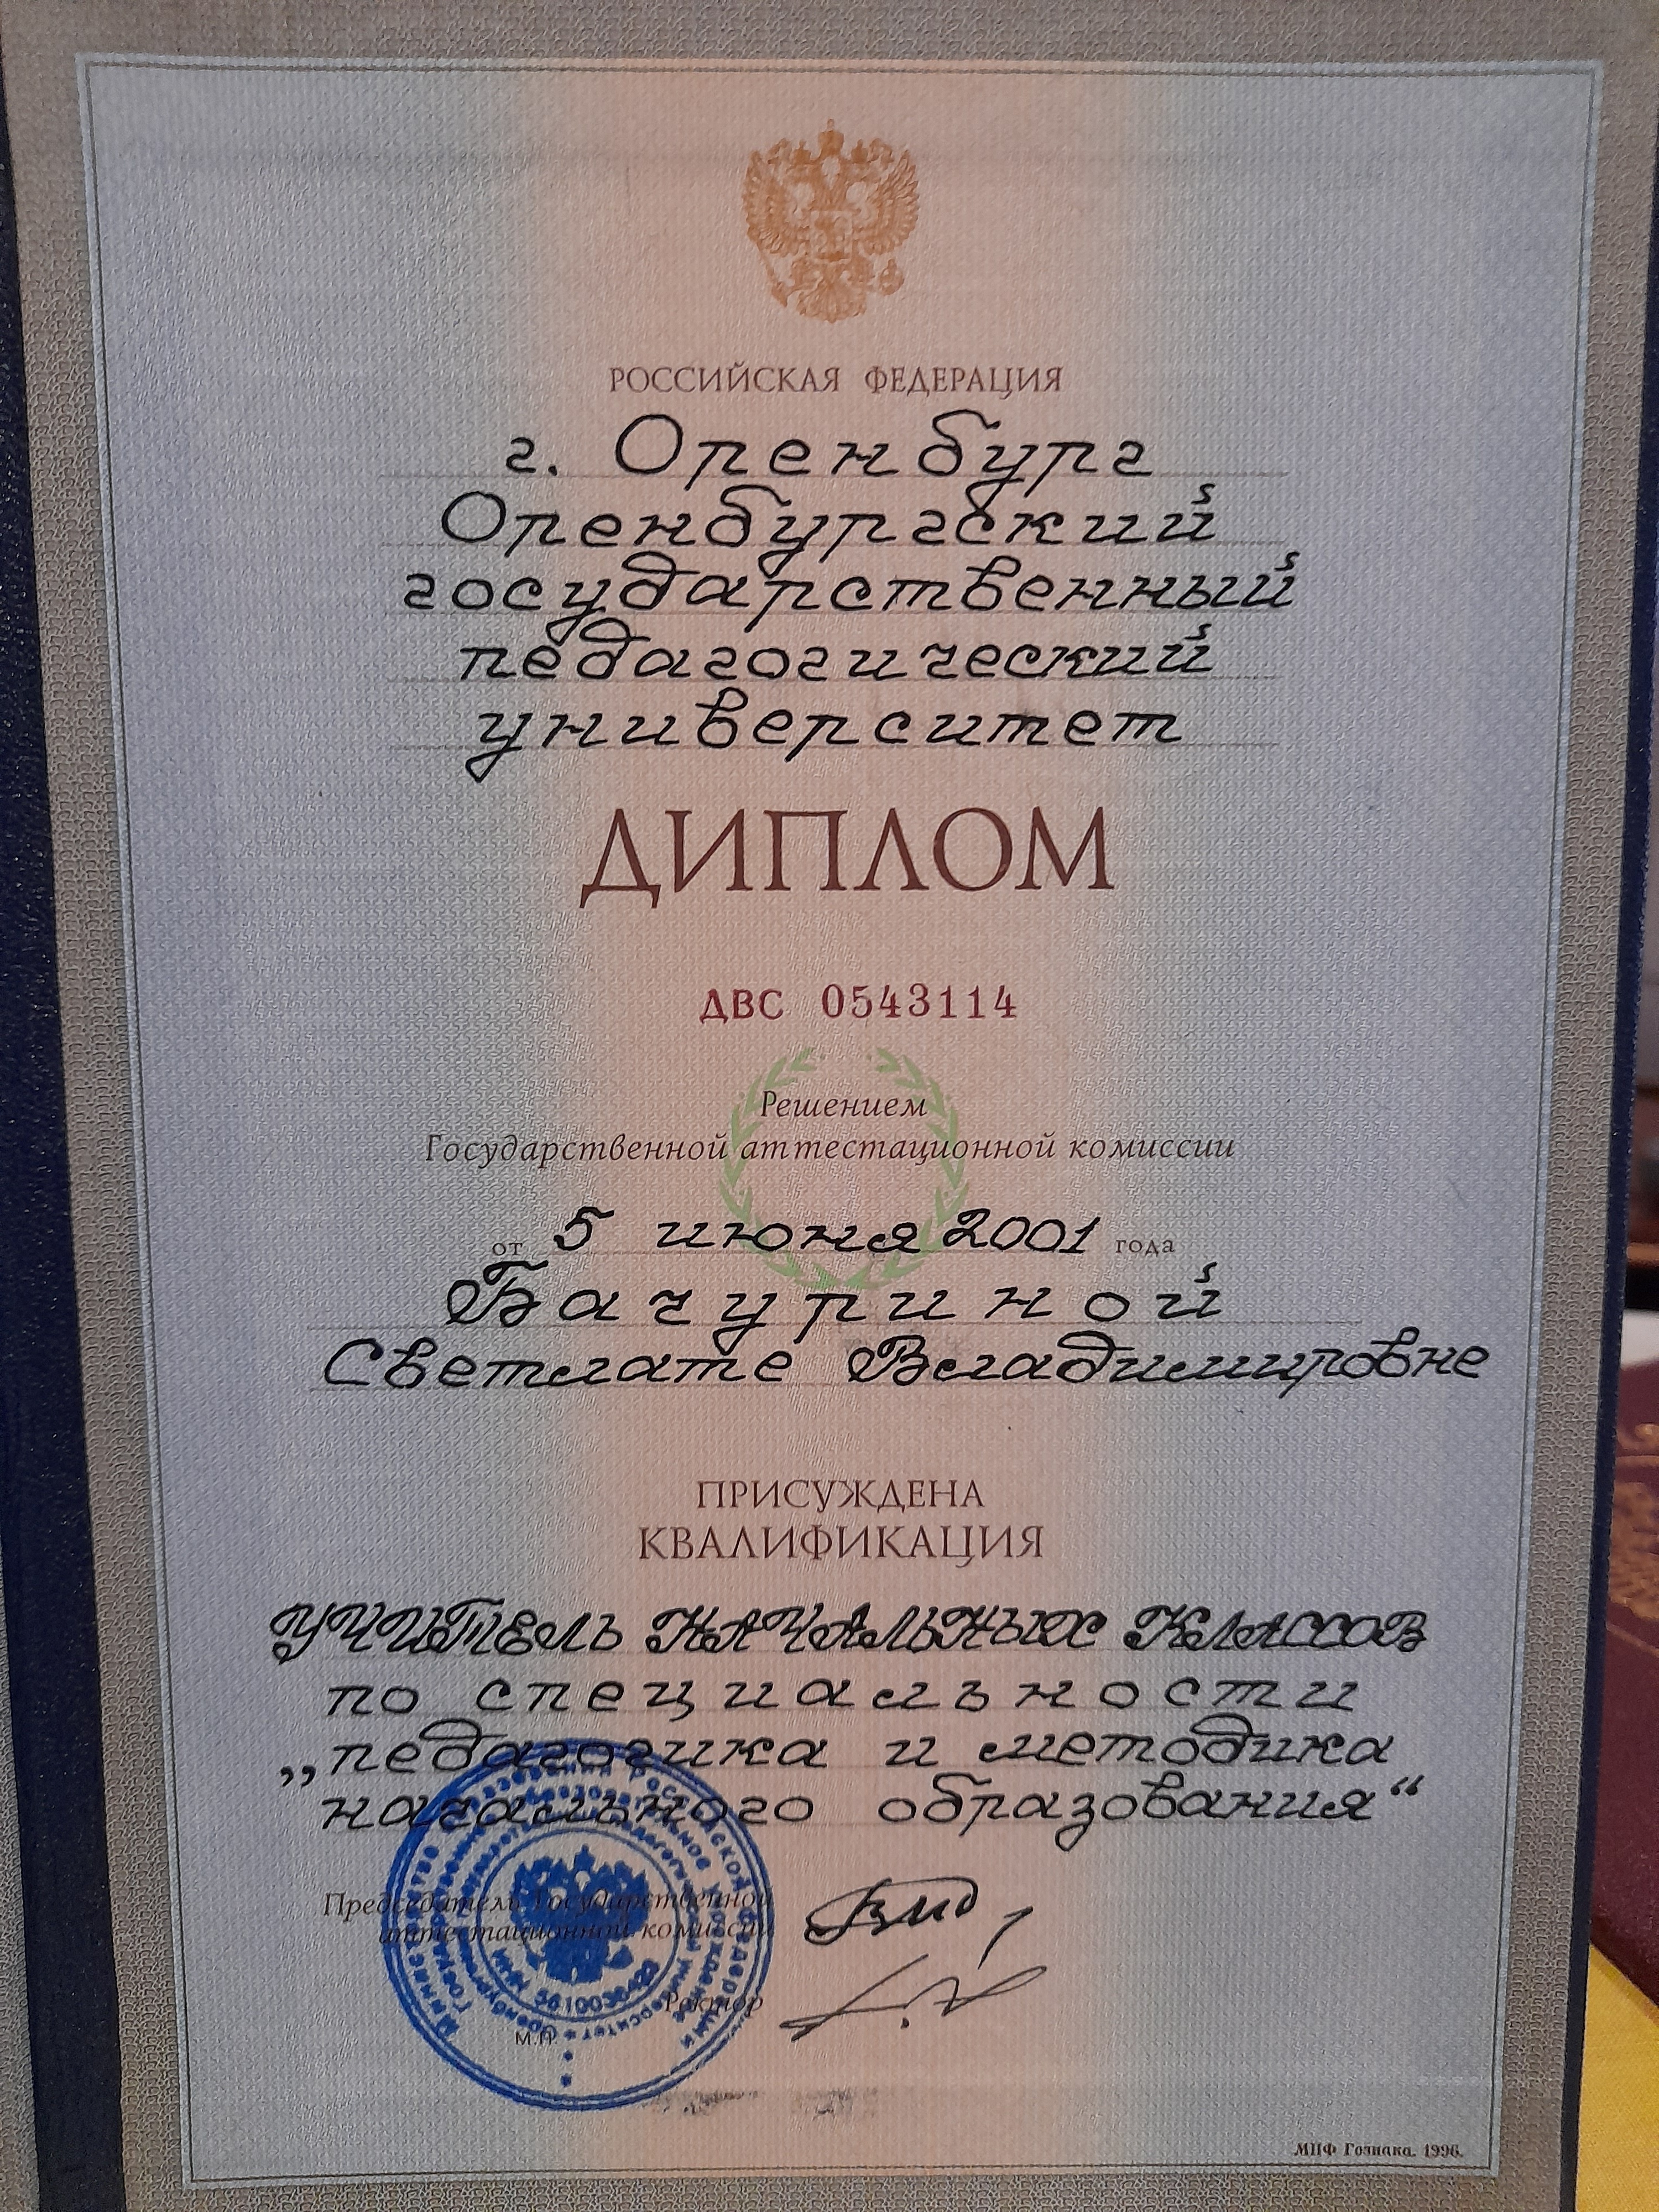 РОССИЙСКАЯ ФЕДЕРАЦИЯ
г. Оренбург
Оренбургский
государственный
педагогический
университет
ДИПЛОМ
ДВС 0543114
Решением
Государственной аттестационной комиссии
от 5 июня 2001 года
Бачуриной
Светлате Владимировне
ПРИСУЖДЕНА
КВАЛИФИКАЦИЯ
УЧИТЕЛЬ НАЧАЛЬНЫХ КЛАССОВ
по специальности
„педагогика и методика
начального образования“
Председатель Государственной
аттестационной комиссии
Ректор
М.П.
МПФ Гознака. 1996.